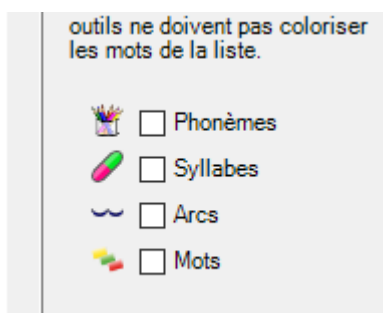 outils ne doivent pas coloriser
les mots de la liste.
Phonèmes
Syllabes
Arcs
Mots